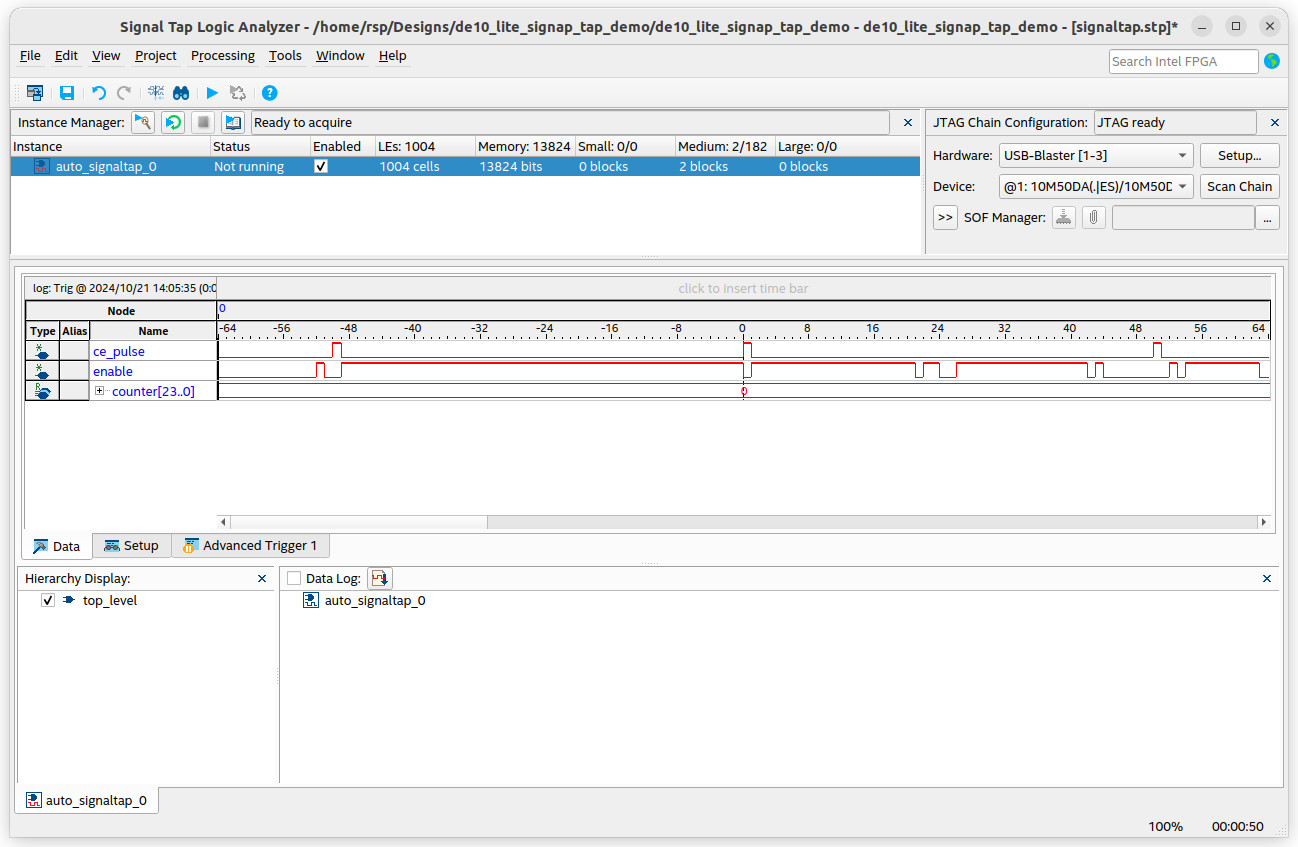 Signal Tap Logic Analyzer - /home/rsp/Designs/de10_lite_signap_tap_demo/de10_lite_signap_tap_demo - de10_lite_signap_tap_demo - [signaltap.stp]*
File Edit View Project Processing Tools Window Help
Search Intel FPGA
Instance Manager: Ready to acquire
Instance Status Enabled LEs: 1004 Memory: 13824 Small: 0/0 Medium: 2/182 Large: 0/0
auto_signaltap_0 Not running 1004 cells 13824 bits 0 blocks 2 blocks 0 blocks
JTAG Chain Configuration: JTAG ready
Hardware: USB-Blaster [1-3] Setup...
Device: @1: 10M50DA(.|ES)/10M50D Scan Chain
>> SOF Manager: ...
log: Trig @ 2024/10/21 14:05:35 (0:0 click to insert time bar
Node 0
Type Alias Name -64 -56 -48 -40 -32 -24 -16 -8 0 8 16 24 32 40 48 56 64
ce_pulse
enable
counter[23..0] 0
Data Setup Advanced Trigger 1
Hierarchy Display:
top_level
Data Log:
auto_signaltap_0
auto_signaltap_0
100% 00:00:50